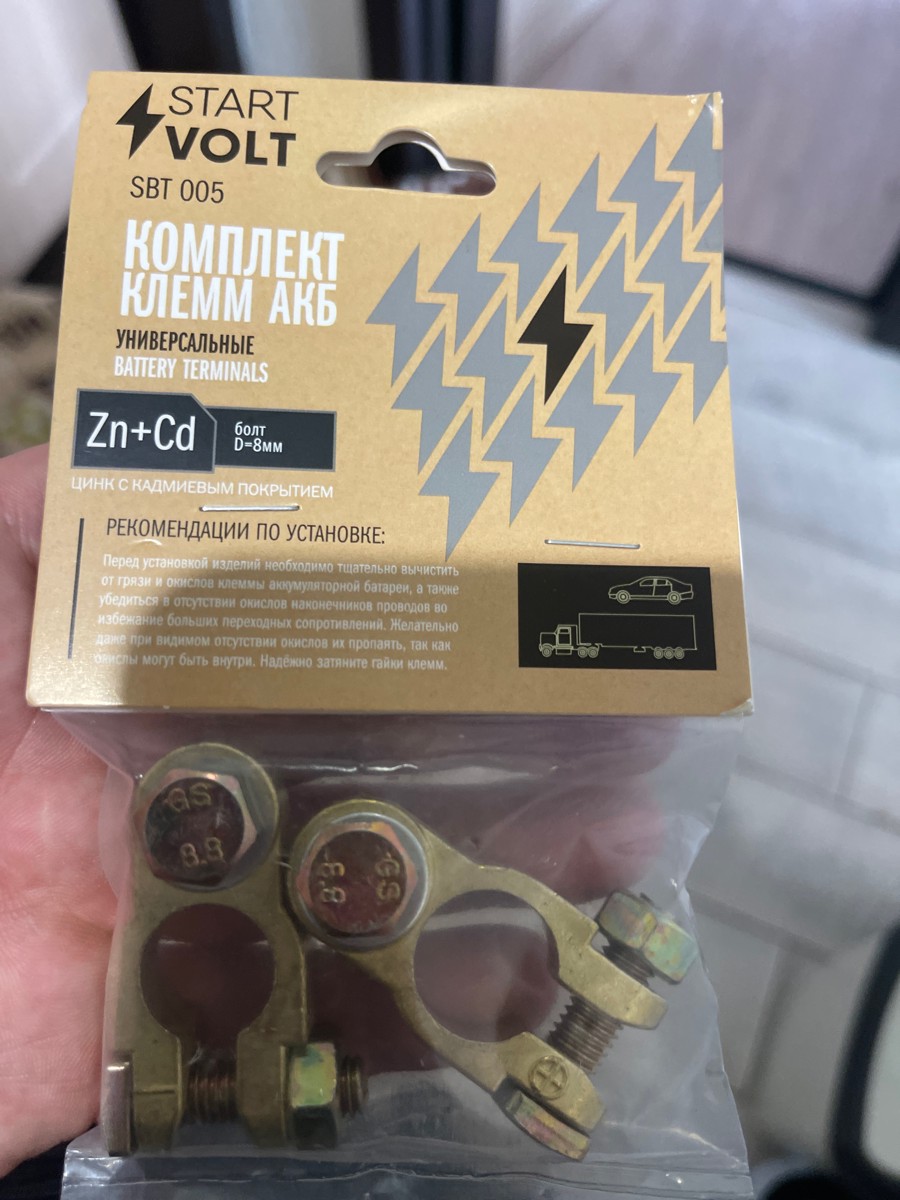 START
VOLT
SBT 005
КОМПЛЕКТ
КЛЕММ АКБ
УНИВЕРСАЛЬНЫЕ
BATTERY TERMINALS
Zn+Cd
болт
D=8мм
ЦИНК С КАДМИЕВЫМ ПОКРЫТИЕМ
РЕКОМЕНДАЦИИ ПО УСТАНОВКЕ:
Перед установкой изделий необходимо тщательно вычистить
от грязи и окислов клеммы аккумуляторной батареи, а также
убедиться в отсутствии окислов наконечников проводов во
избежание больших переходных сопротивлений. Желательно
даже при видимом отсутствии окислов их пропаять, так как
окислы могут быть внутри. Надёжно затяните гайки клемм.
GS
8.8
GS
8.8
+